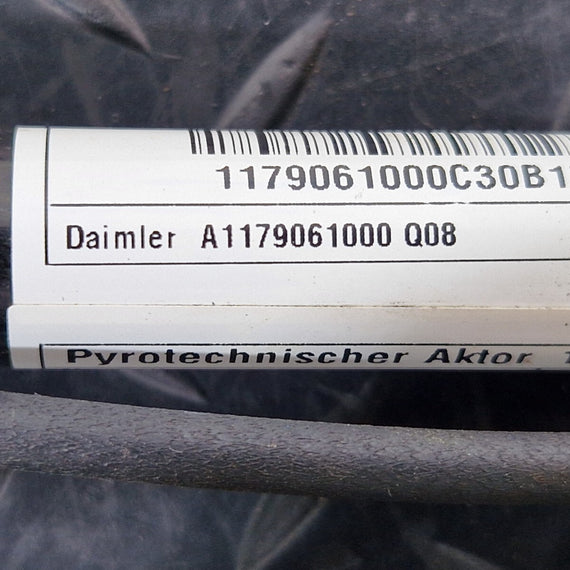 1179061000C30B1
Daimler A1179061000 Q08
Pyrotechnischer Aktor